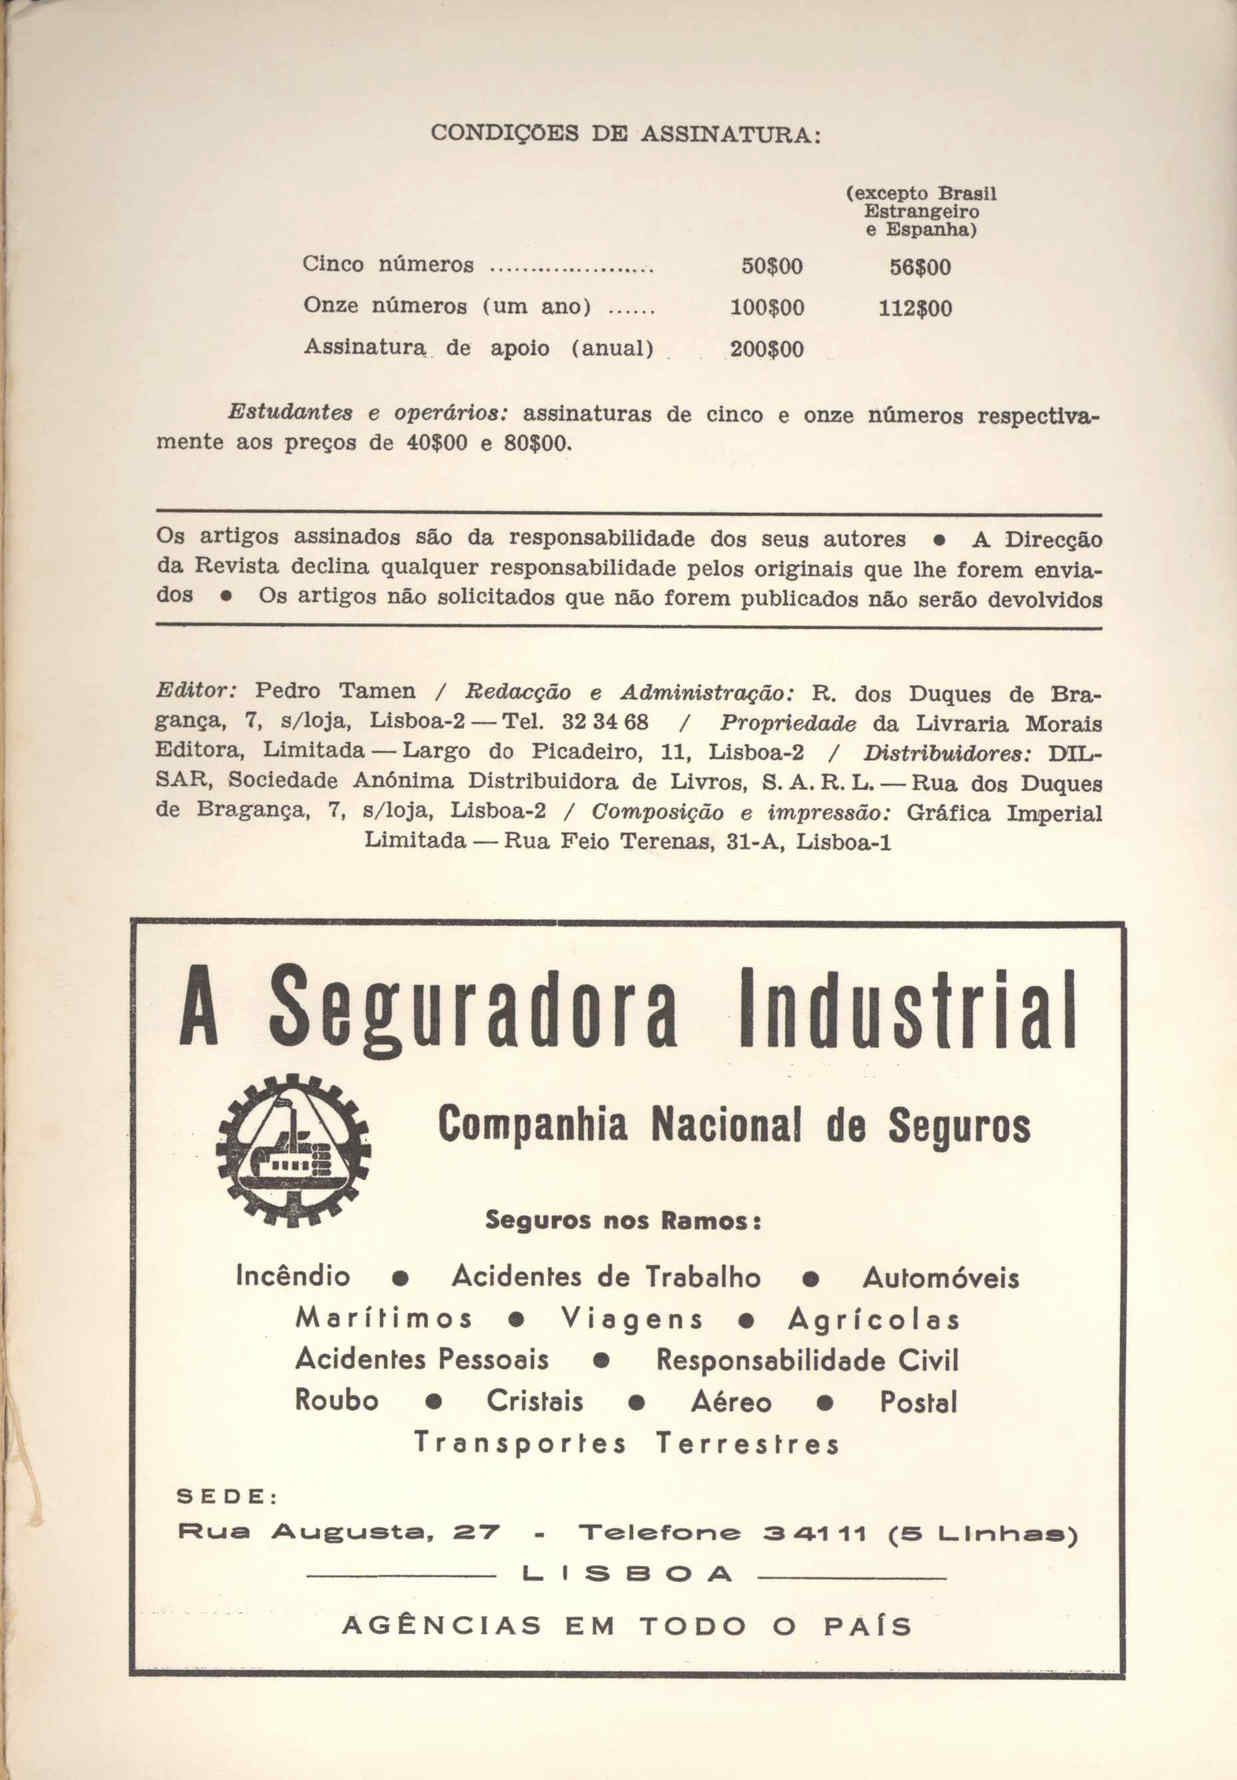 CONDIÇÕES DE ASSINATURA:
(excepto Brasil
Estrangeiro
e Espanha)
Cinco números ..................... 50$00 56$00
Onze números (um ano) ...... 100$00 112$00
Assinatura de apoio (anual) 200$00
Estudantes e operários: assinaturas de cinco e onze números respectiva-
mente aos preços de 40$00 e 80$00.
Os artigos assinados são da responsabilidade dos seus autores ● A Direcção
da Revista declina qualquer responsabilidade pelos originais que lhe forem envia-
dos ● Os artigos não solicitados que não forem publicados não serão devolvidos
Editor: Pedro Tamen / Redacção e Administração: R. dos Duques de Bra-
gança, 7, s/loja, Lisboa-2 — Tel. 32 34 68 / Propriedade da Livraria Morais
Editora, Limitada — Largo do Picadeiro, 11, Lisboa-2 / Distribuidores: DIL-
SAR, Sociedade Anónima Distribuidora de Livros, S. A. R. L. — Rua dos Duques
de Bragança, 7, s/loja, Lisboa-2 / Composição e impressão: Gráfica Imperial
Limitada — Rua Feio Terenas, 31-A, Lisboa-1
A Seguradora Industrial
Companhia Nacional de Seguros
Seguros nos Ramos:
Incêndio ● Acidentes de Trabalho ● Automóveis
Marítimos ● Viagens ● Agrícolas
Acidentes Pessoais ● Responsabilidade Civil
Roubo ● Cristais ● Aéreo ● Postal
Transportes Terrestres
SEDE:
Rua Augusta, 27 - Telefone 34111 (5 Linhas)
LISBOA
AGÊNCIAS EM TODO O PAÍS